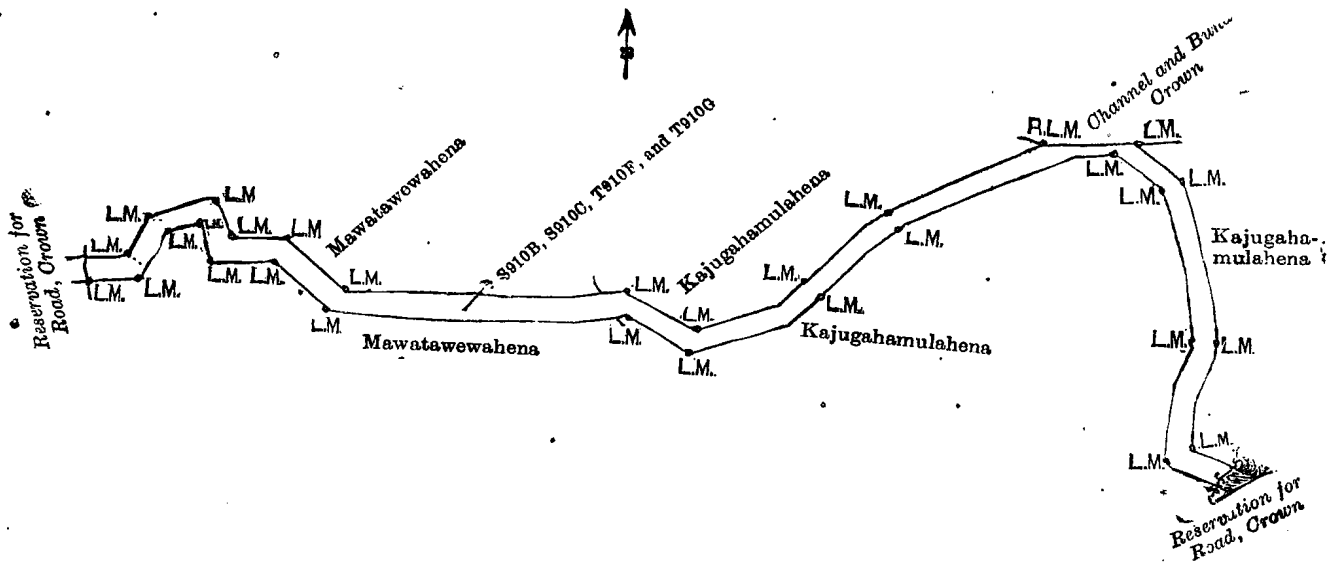 Channel and
Crown
S910B, S910C, T910F, and T910G
R.L.M.
L.M.
L.M.
L.M.
L.M.
Mawatawewahena
Kajugahamulahena
L.M
L.M.
L.M
L.M.
L.M.
L.M.
Reservation for
Road, Crown
Kajugaha-
mulahena
L.M.
L.M.
L.M.
L.M.
L.M.
L.M.
L.M.
L.M.
L.M.
L.M.
L.M.
L.M.
Kajugahamulahena
Mawatawewahena
L.M.
L.M.
L.M.
L.M.
L.M.
L.M.
Reservation for
Road, Crown